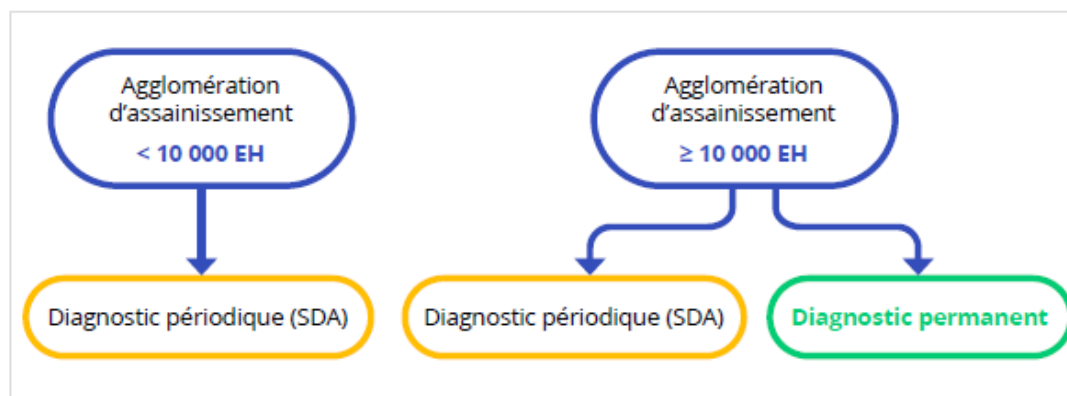 Agglomération
d'assainissement
< 10 000 EH
Agglomération
d'assainissement
≥ 10 000 EH
Diagnostic périodique (SDA)
Diagnostic périodique (SDA)
Diagnostic permanent